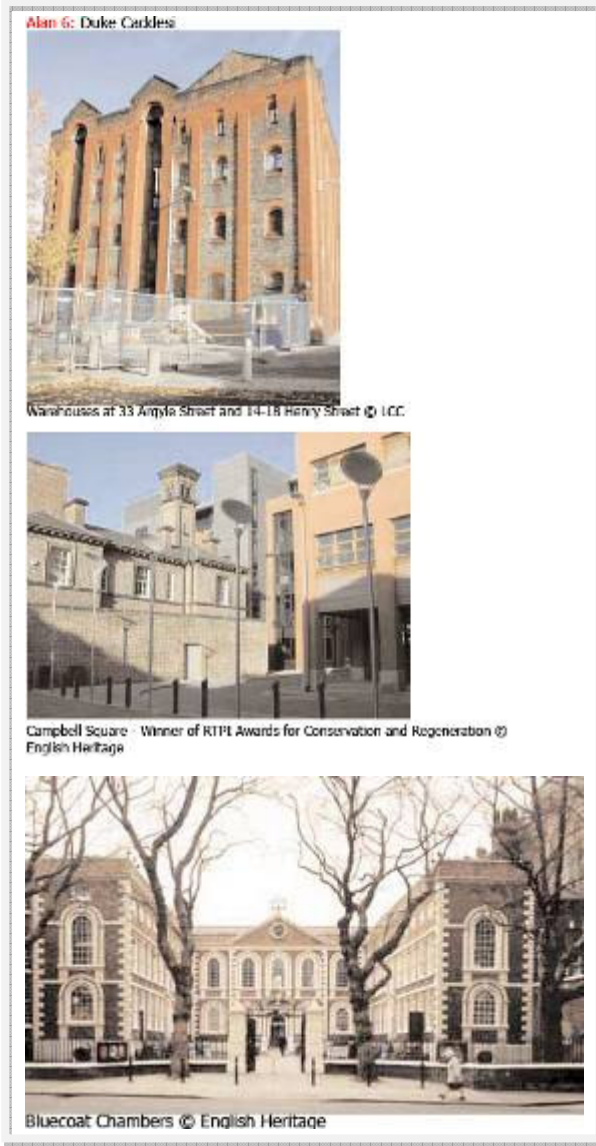 Alan 6: Duke Caddesi
Warehouses at 33 Argyle Street and 14-18 Henry Street © LCC
Campbell Square - Winner of RTPI Awards for Conservation and Regeneration ©
English Heritage
Bluecoat Chambers © English Heritage